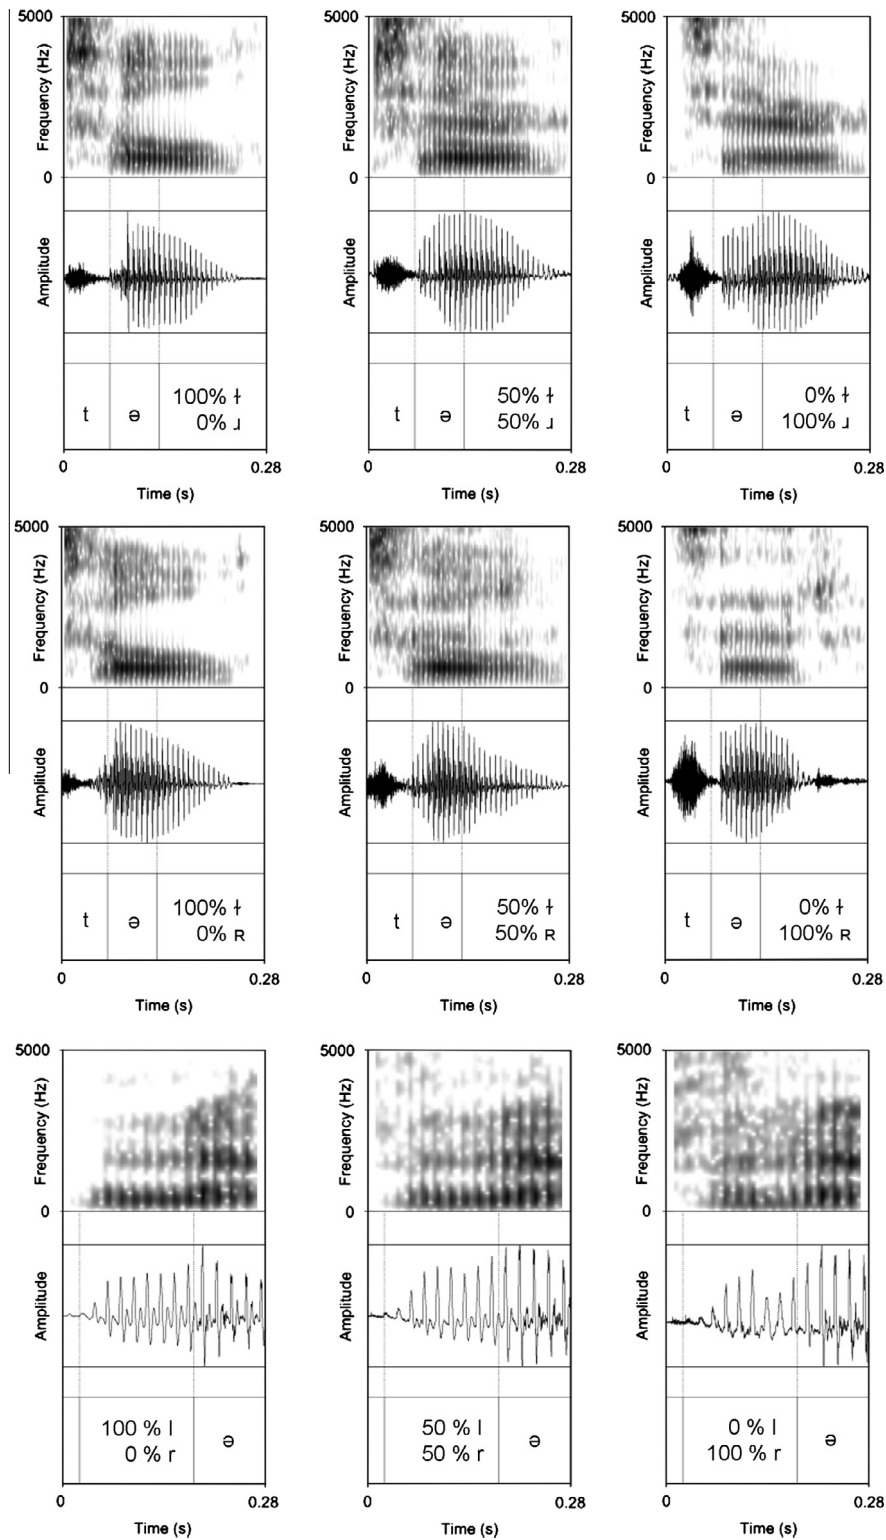 5000
Frequency (Hz)
0
Amplitude
t
ə
100% ɫ
0% ɹ
0
0.28
Time (s)
5000
Frequency (Hz)
0
Amplitude
t
ə
50% ɫ
50% ɹ
0
0.28
Time (s)
5000
Frequency (Hz)
0
Amplitude
t
ə
0% ɫ
100% ɹ
0
0.28
Time (s)
5000
Frequency (Hz)
0
Amplitude
t
ə
100% ɫ
0% ʀ
0
0.28
Time (s)
5000
Frequency (Hz)
0
Amplitude
t
ə
50% ɫ
50% ʀ
0
0.28
Time (s)
5000
Frequency (Hz)
0
Amplitude
t
ə
0% ɫ
100% ʀ
0
0.28
Time (s)
5000
Frequency (Hz)
0
Amplitude
100 % l
0 % r
ə
0
0.28
Time (s)
5000
Frequency (Hz)
0
Amplitude
50 % l
50 % r
ə
0
0.28
Time (s)
5000
Frequency (Hz)
0
Amplitude
0 % l
100 % r
ə
0
0.28
Time (s)